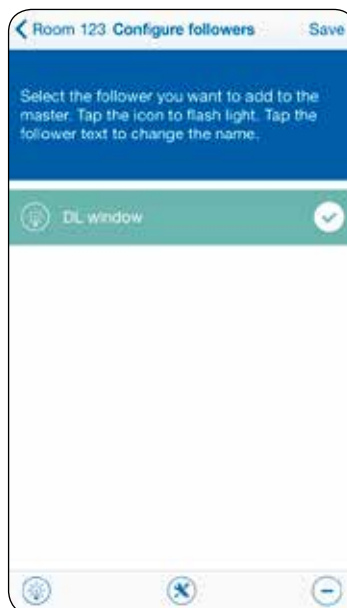 Room 123 Configure followers Save
Select the follower you want to add to the
master. Tap the icon to flash light. Tap the
follower text to change the name.
DL window